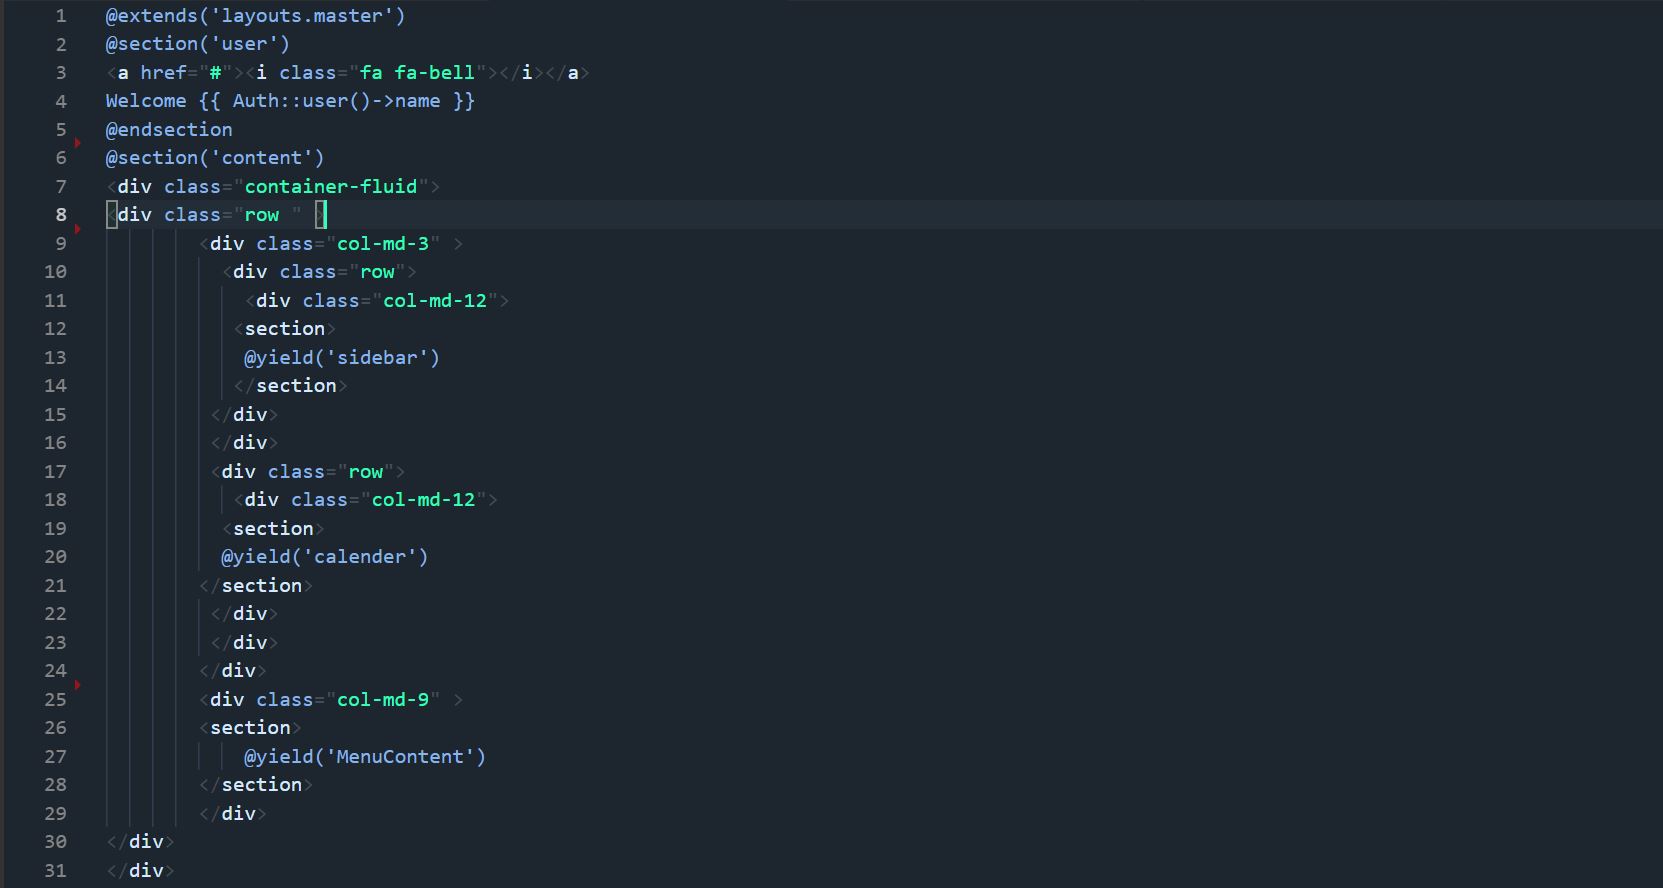 1 @extends('layouts.master')
2 @section('user')
3 <a href="#"><i class="fa fa-bell"></i></a>
4 Welcome {{ Auth::user()->name }}
5 @endsection
6 @section('content')
7 <div class="container-fluid">
8 <div class="row " >
9 <div class="col-md-3" >
10 <div class="row">
11 <div class="col-md-12">
12 <section>
13 @yield('sidebar')
14 </section>
15 </div>
16 </div>
17 <div class="row">
18 <div class="col-md-12">
19 <section>
20 @yield('calender')
21 </section>
22 </div>
23 </div>
24 </div>
25 <div class="col-md-9" >
26 <section>
27 @yield('MenuContent')
28 </section>
29 </div>
30 </div>
31 </div>